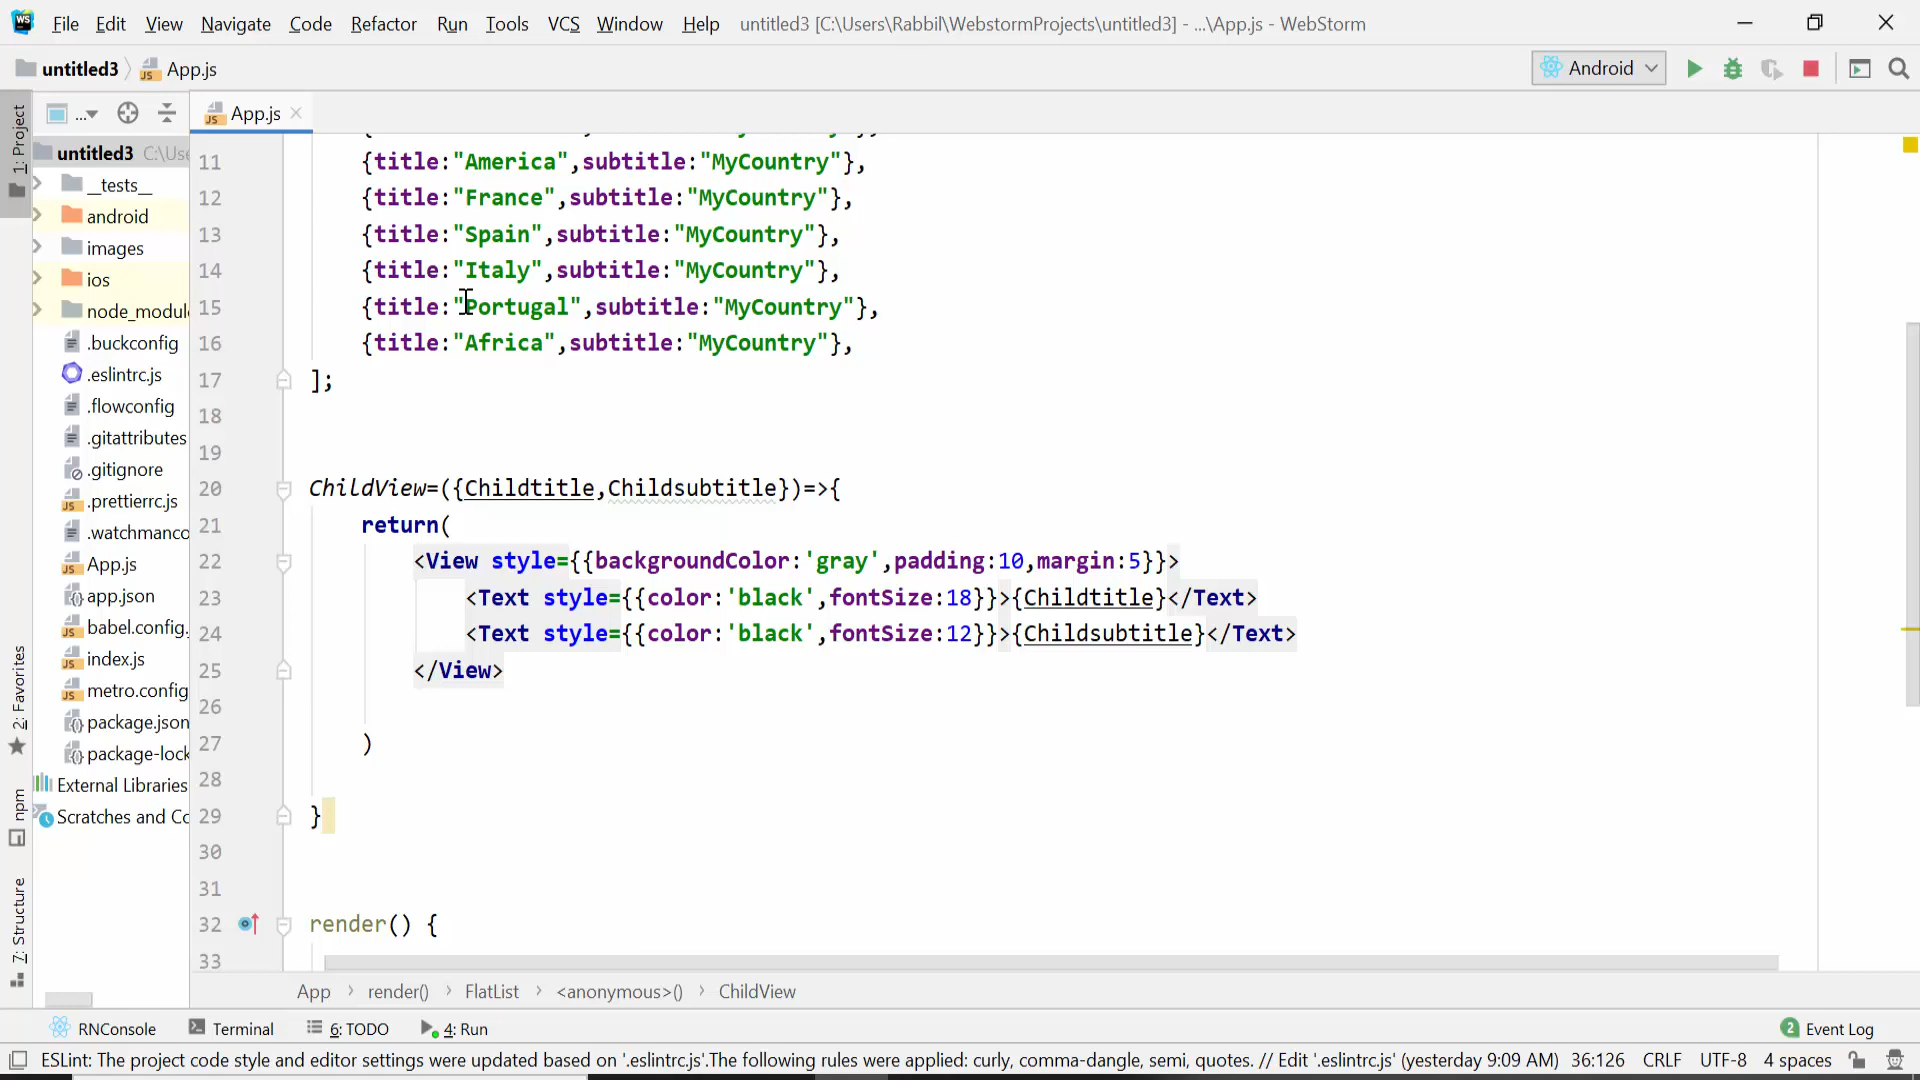 File Edit View Navigate Code Refactor Run Tools VCS Window Help untitled3 [C:\Users\Rabbil\WebstormProjects\untitled3] - ...\App.js - WebStorm
untitled3 App.js Android
1: Project
2: Favorites
npm
7: Structure
...
untitled3 C:\Use
__tests__
android
images
ios
node_modul
.buckconfig
.eslintrc.js
.flowconfig
.gitattributes
.gitignore
.prettierrc.js
.watchmanco
App.js
app.json
babel.config.
index.js
metro.config
package.json
package-lock
External Libraries
Scratches and Co
App.js
11 {title:"America",subtitle:"MyCountry"},
12 {title:"France",subtitle:"MyCountry"},
13 {title:"Spain",subtitle:"MyCountry"},
14 {title:"Italy",subtitle:"MyCountry"},
15 {title:"Portugal",subtitle:"MyCountry"},
16 {title:"Africa",subtitle:"MyCountry"},
17 ];
18
19
20 ChildView=({Childtitle,Childsubtitle})=>{
21 return(
22 <View style={{backgroundColor:'gray',padding:10,margin:5}}>
23 <Text style={{color:'black',fontSize:18}}>{Childtitle}</Text>
24 <Text style={{color:'black',fontSize:12}}>{Childsubtitle}</Text>
25 </View>
26
27 )
28
29 }
30
31
32 render() {
33
App › render() › FlatList › <anonymous>() › ChildView
RNConsole Terminal 6: TODO 4: Run 2 Event Log
ESLint: The project code style and editor settings were updated based on '.eslintrc.js'.The following rules were applied: curly, comma-dangle, semi, quotes. // Edit '.eslintrc.js' (yesterday 9:09 AM) 36:126 CRLF UTF-8 4 spaces